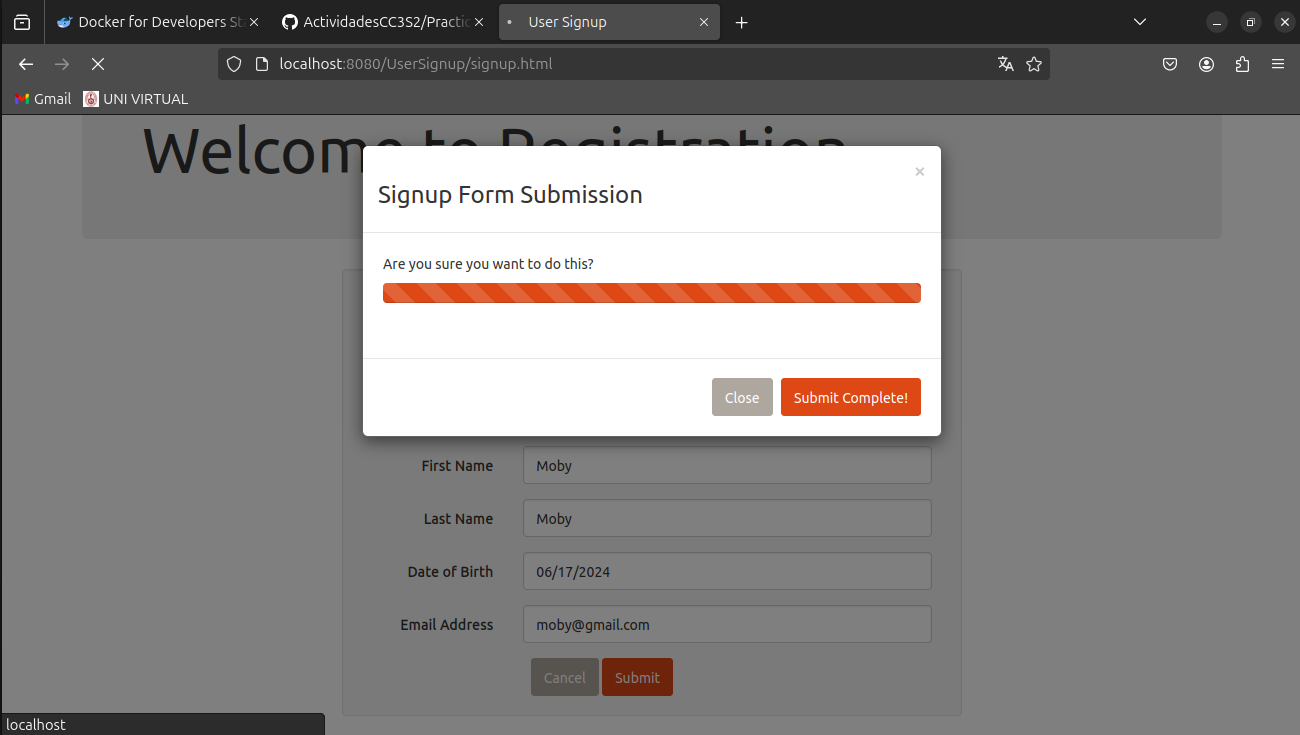 Docker for Developers Sta
ActividadesCC3S2/Practic
User Signup
localhost:8080/UserSignup/signup.html
Gmail
UNI VIRTUAL
Welcome to Registration
Signup Form Submission
Are you sure you want to do this?
Close
Submit Complete!
First Name
Moby
Last Name
Moby
Date of Birth
06/17/2024
Email Address
moby@gmail.com
Cancel
Submit
localhost